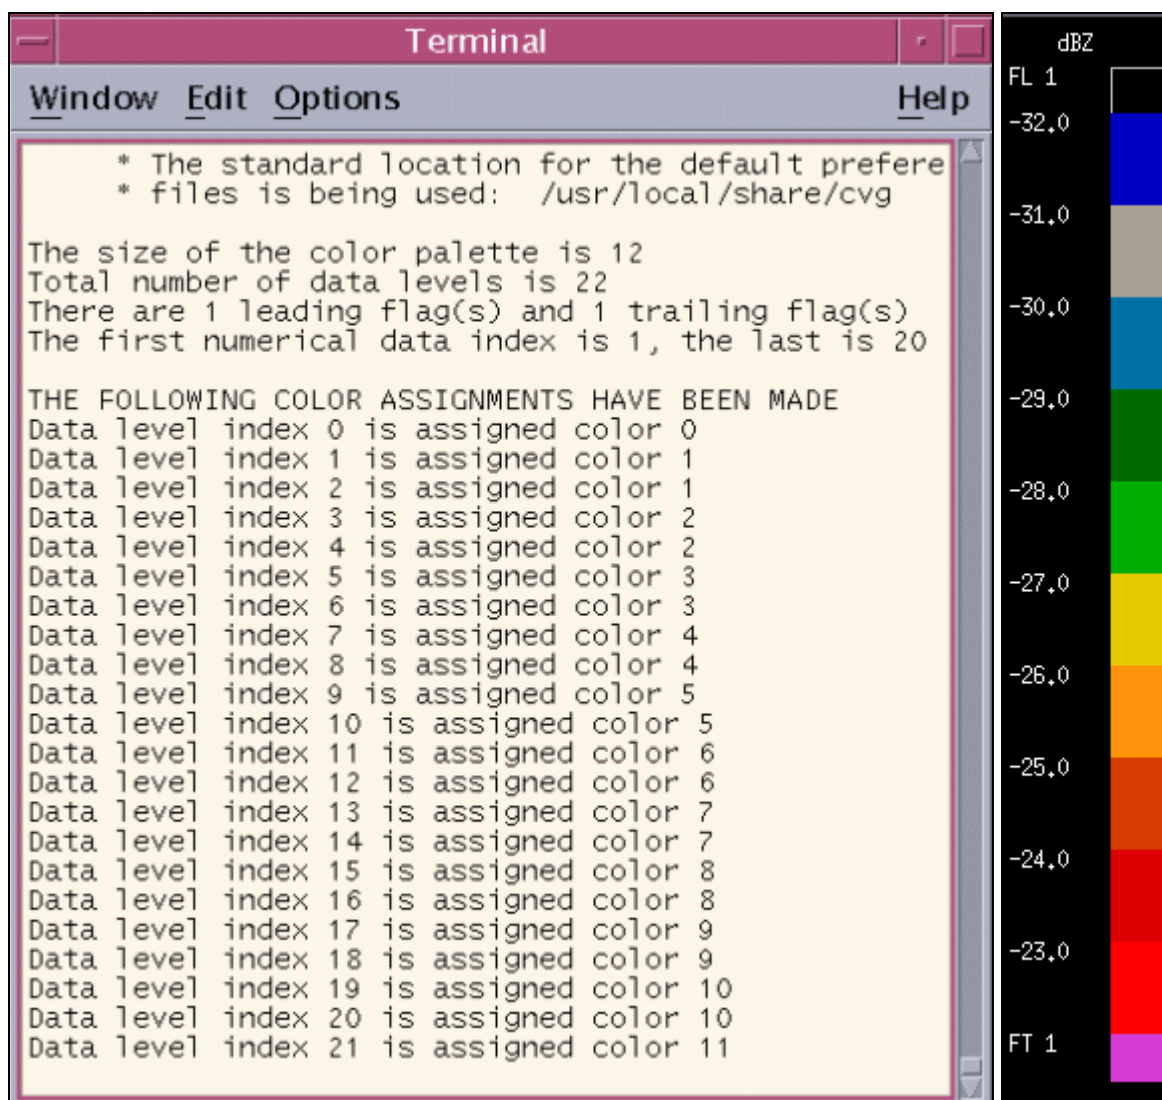 Terminal
Window Edit Options Help
* The standard location for the default prefere
* files is being used: /usr/local/share/cvg
The size of the color palette is 12
Total number of data levels is 22
There are 1 leading flag(s) and 1 trailing flag(s)
The first numerical data index is 1, the last is 20
THE FOLLOWING COLOR ASSIGNMENTS HAVE BEEN MADE
Data level index 0 is assigned color 0
Data level index 1 is assigned color 1
Data level index 2 is assigned color 1
Data level index 3 is assigned color 2
Data level index 4 is assigned color 2
Data level index 5 is assigned color 3
Data level index 6 is assigned color 3
Data level index 7 is assigned color 4
Data level index 8 is assigned color 4
Data level index 9 is assigned color 5
Data level index 10 is assigned color 5
Data level index 11 is assigned color 6
Data level index 12 is assigned color 6
Data level index 13 is assigned color 7
Data level index 14 is assigned color 7
Data level index 15 is assigned color 8
Data level index 16 is assigned color 8
Data level index 17 is assigned color 9
Data level index 18 is assigned color 9
Data level index 19 is assigned color 10
Data level index 20 is assigned color 10
Data level index 21 is assigned color 11
dBZ
FL 1
-32.0
-31.0
-30.0
-29.0
-28.0
-27.0
-26.0
-25.0
-24.0
-23.0
FT 1